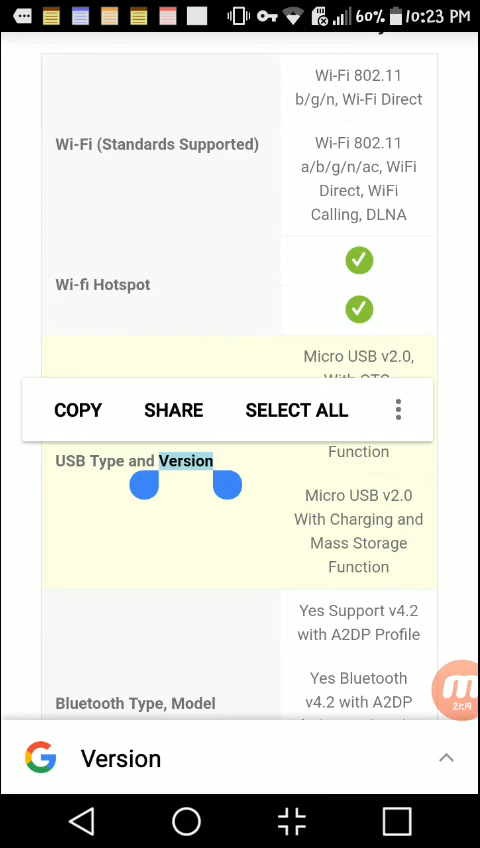 60% 10:23 PM
Wi-Fi 802.11
b/g/n, Wi-Fi Direct
Wi-Fi (Standards Supported)
Wi-Fi 802.11
a/b/g/n/ac, WiFi
Direct, WiFi
Calling, DLNA
Wi-fi Hotspot
Micro USB v2.0,
With OTG
COPY SHARE SELECT ALL
Function
USB Type and Version
Micro USB v2.0
With Charging and
Mass Storage
Function
Yes Support v4.2
with A2DP Profile
Yes Bluetooth
v4.2 with A2DP
Bluetooth Type, Model
Version